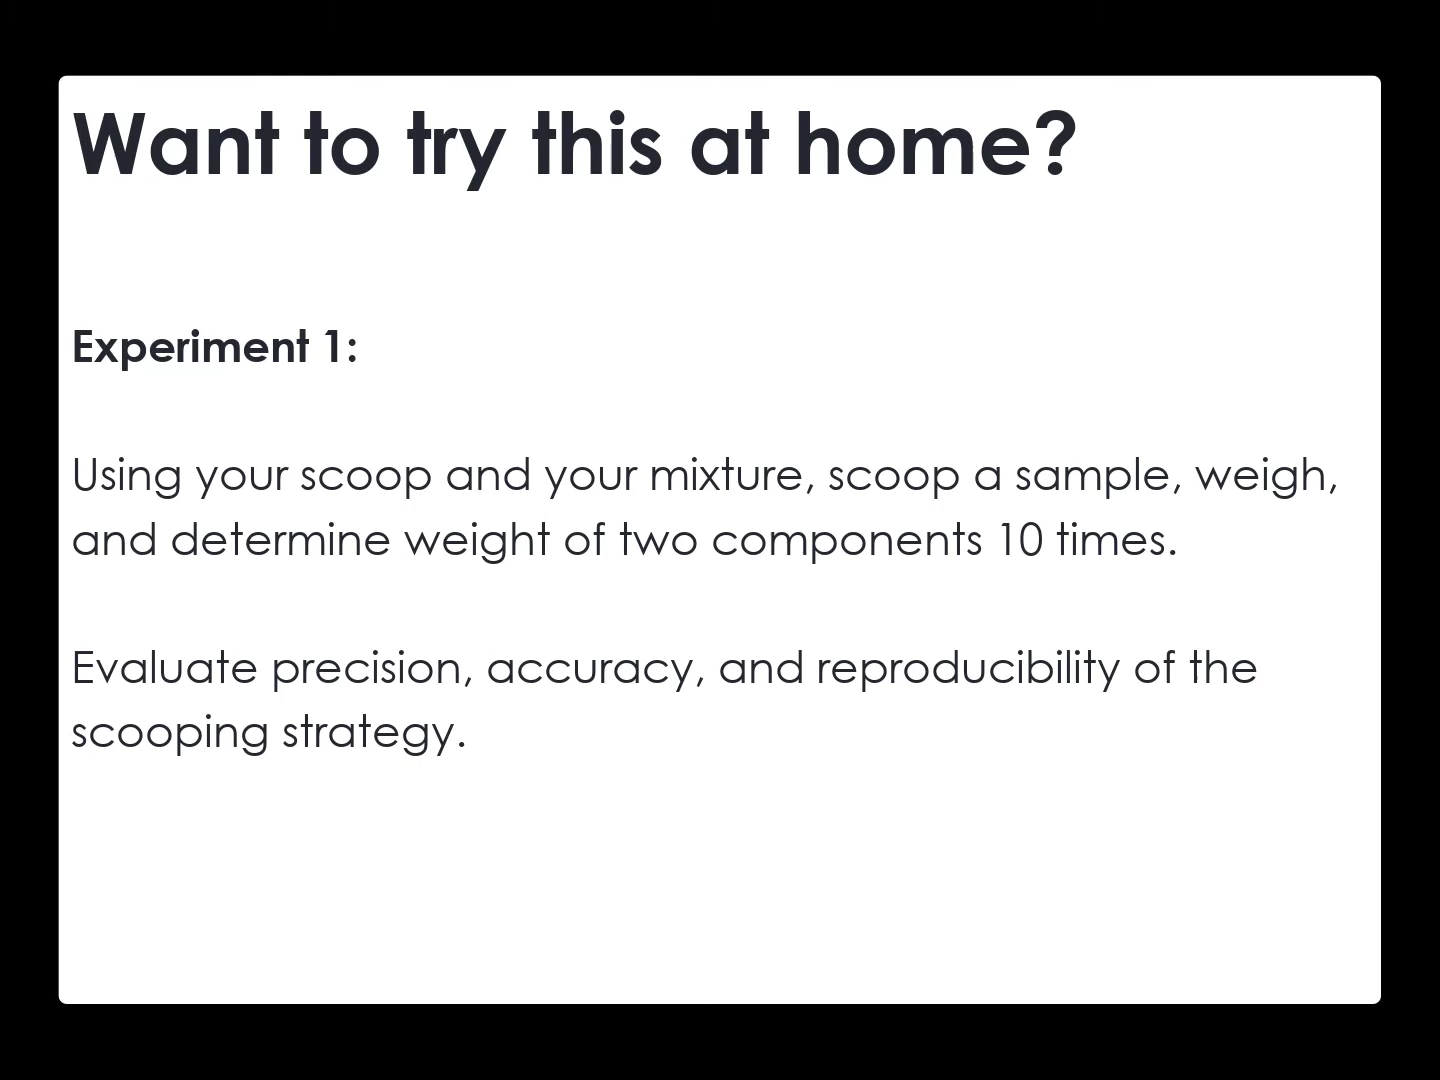 Want to try this at home?
Experiment 1:
Using your scoop and your mixture, scoop a sample, weigh,
and determine weight of two components 10 times.
Evaluate precision, accuracy, and reproducibility of the
scooping strategy.